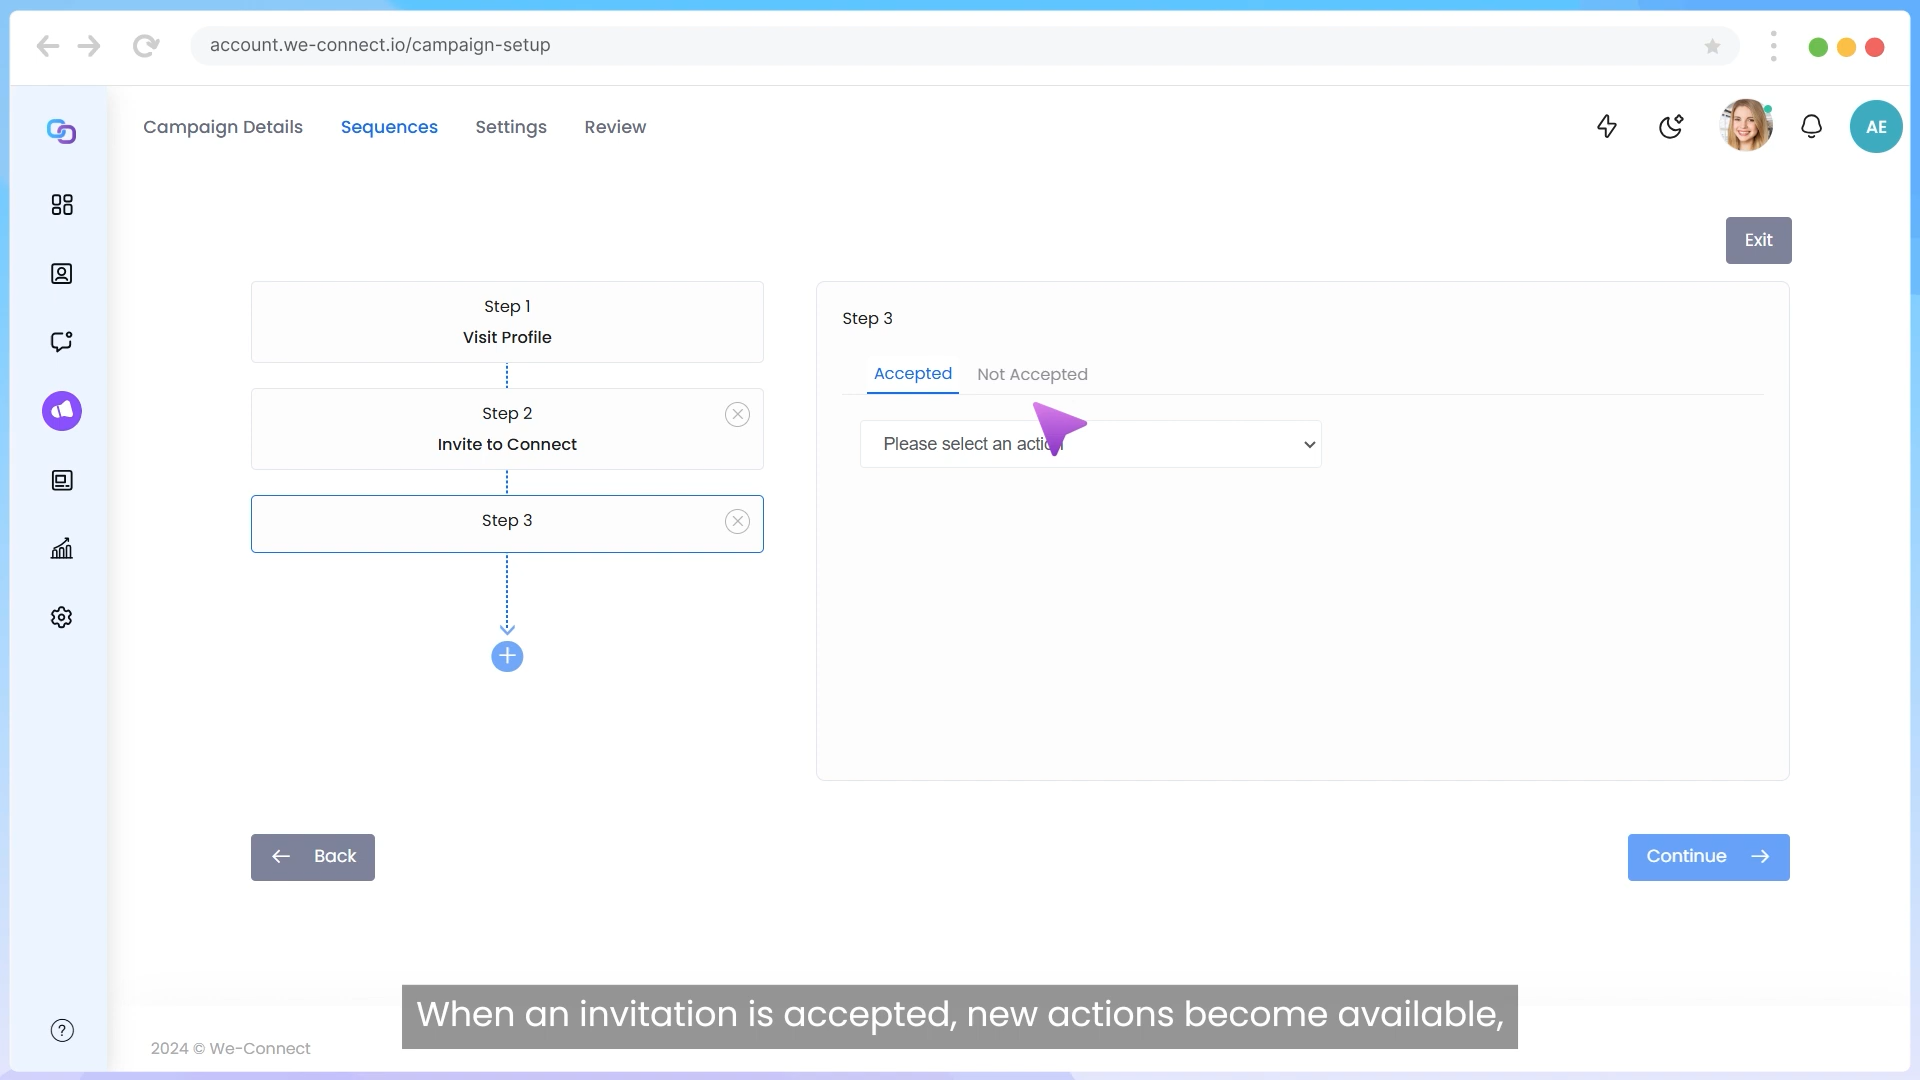 account.we-connect.io/campaign-setup
Campaign Details
Sequences
Settings
Review
AE
Exit
Step 1
Visit Profile
Step 2
Invite to Connect
Step 3
Step 3
Accepted
Not Accepted
Please select an action
Back
Continue
When an invitation is accepted, new actions become available,
2024 © We-Connect